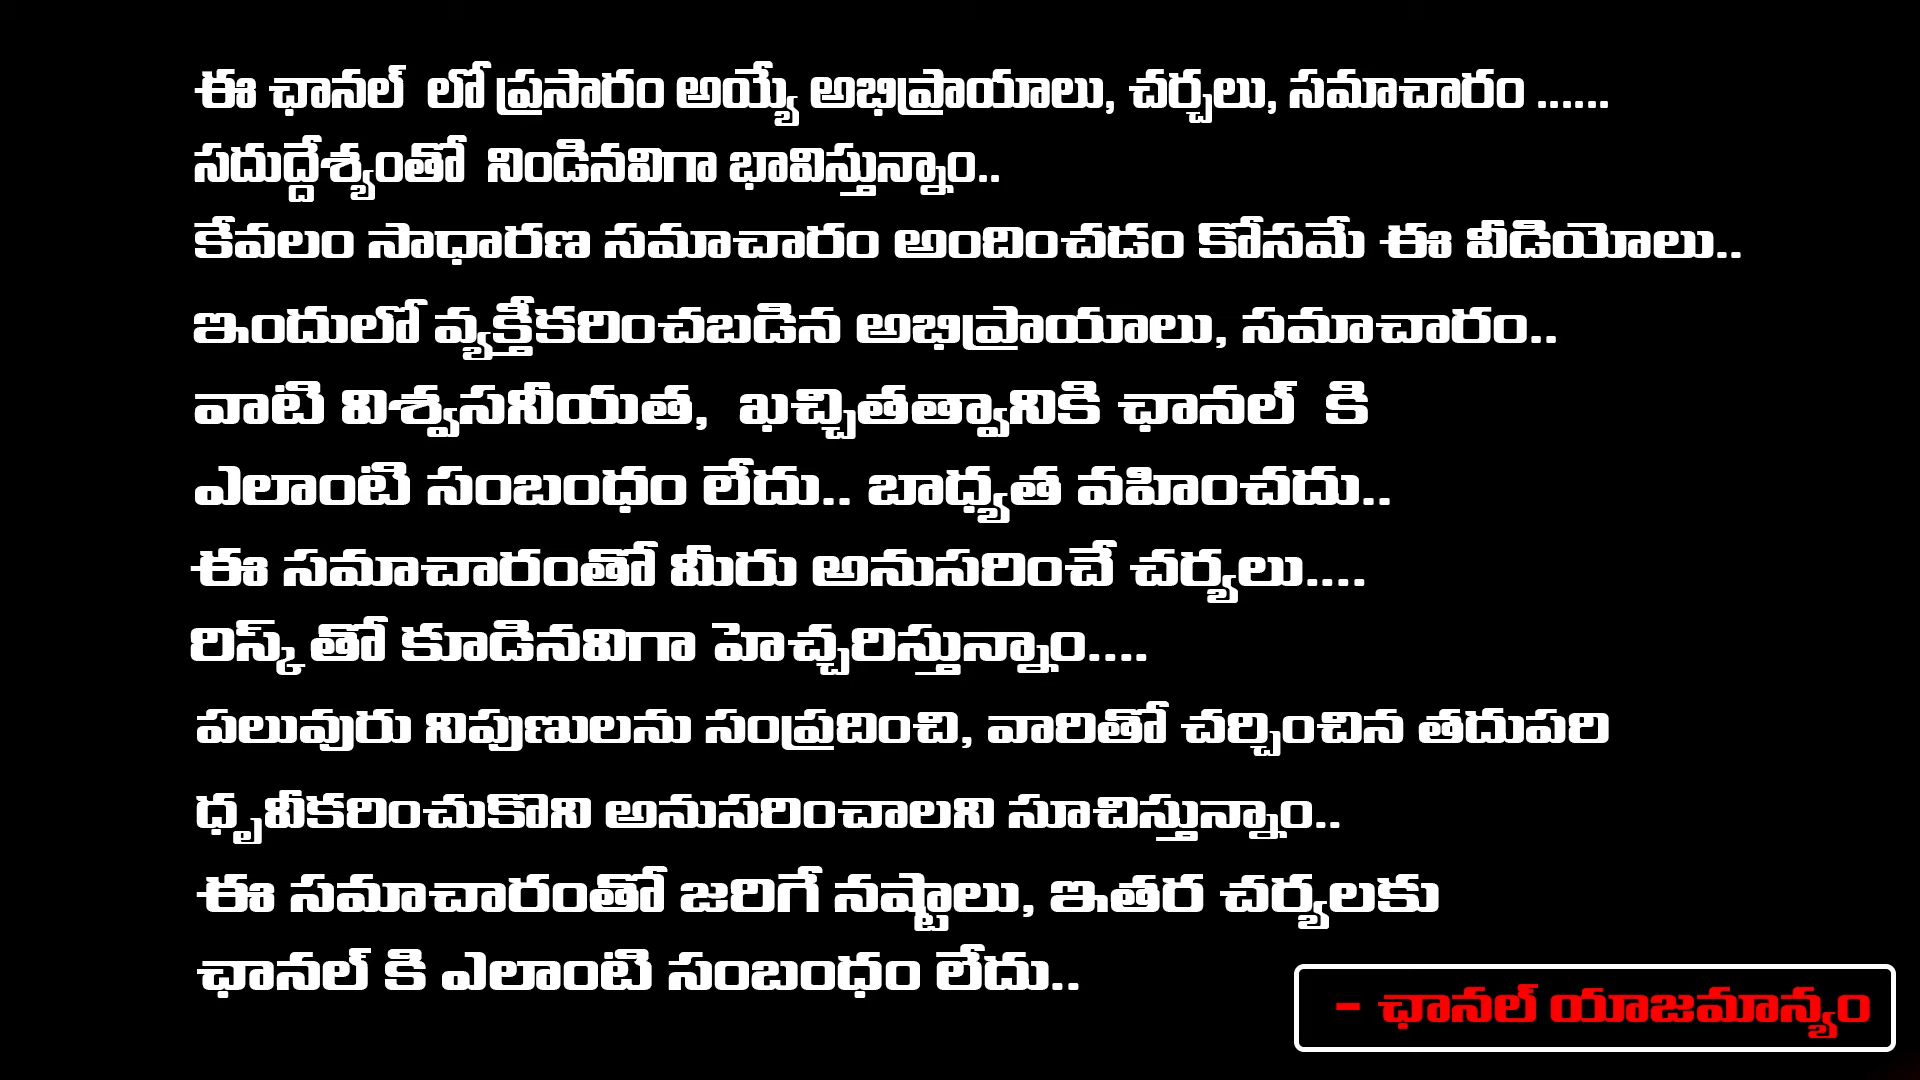 ఈ ఛానల్ లో ప్రసారం అయ్యే అభిప్రాయాలు, చర్చలు, సమాచారం ......
సదుద్దేశ్యంతో నిండినవిగా భావిస్తున్నాం..
కేవలం సాధారణ సమాచారం అందించడం కోసమే ఈ వీడియోలు..
ఇందులో వ్యక్తీకరించబడిన అభిప్రాయాలు, సమాచారం..
వాటి విశ్వసనీయత, ఖచ్చితత్వానికి ఛానల్ కి
ఎలాంటి సంబంధం లేదు.. బాధ్యత వహించదు..
ఈ సమాచారంతో మీరు అనుసరించే చర్యలు....
రిస్క్ తో కూడినవిగా హెచ్చరిస్తున్నాం....
పలువురు నిపుణులను సంప్రదించి, వారితో చర్చించిన తదుపరి
ధృవీకరించుకొని అనుసరించాలని సూచిస్తున్నాం..
ఈ సమాచారంతో జరిగే నష్టాలు, ఇతర చర్యలకు
ఛానల్ కి ఎలాంటి సంబంధం లేదు..
- ఛానల్ యాజమాన్యం